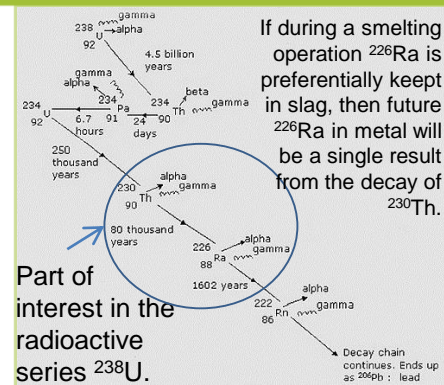 If during a smelting
operation ²²⁶Ra is
preferentially keept
in slag, then future
²²⁶Ra in metal will
be a single result
from the decay of
²³⁰Th.
gamma
238
U
92
alpha
4.5 billion
years
gamma
alpha
234
Pa
91
beta
234
Th
90
gamma
234
U
92
6.7
hours
24
days
250
thousand
years
alpha
gamma
230
Th
90
80 thousand
years
alpha
gamma
226
Ra
88
1602 years
alpha
gamma
222
Rn
86
Decay chain
continues. Ends up
as ²⁰⁶Pb : lead
Part of
interest in the
radioactive
series ²³⁸U.